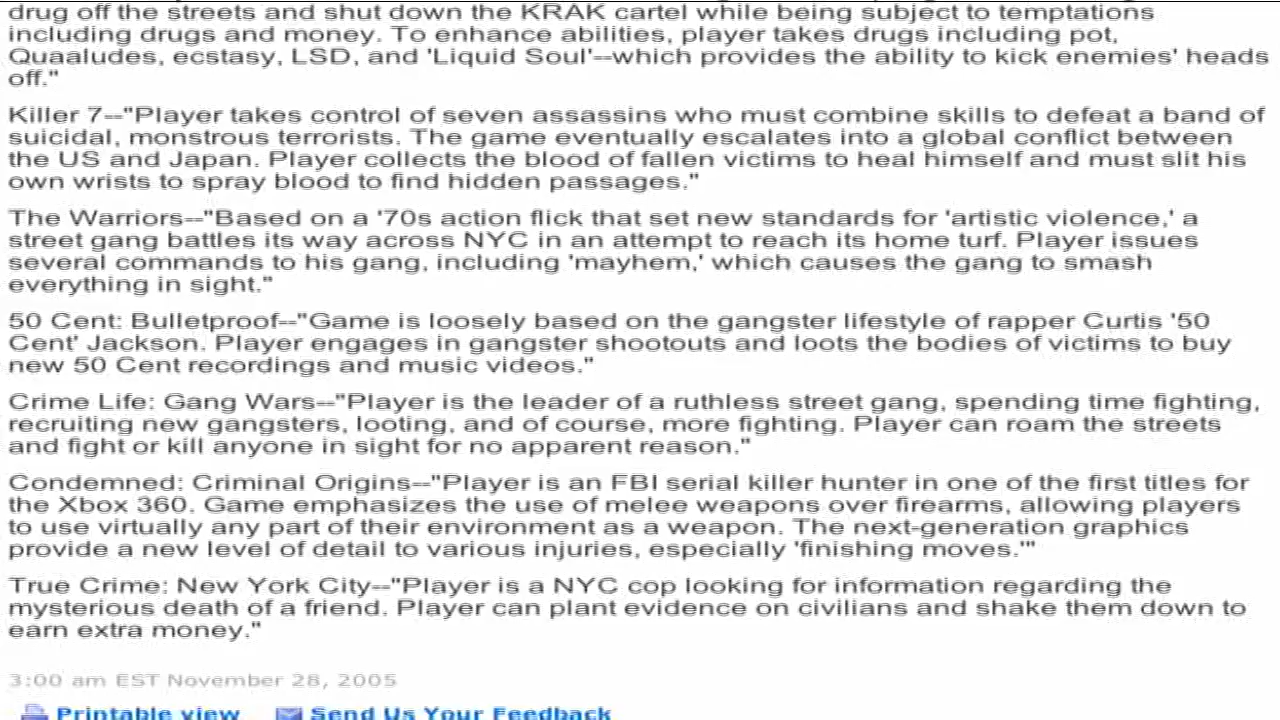 drug off the streets and shut down the KRAK cartel while being subject to temptations
including drugs and money. To enhance abilities, player takes drugs including pot,
Quaaludes, ecstasy, LSD, and 'Liquid Soul'--which provides the ability to kick enemies' heads
off."
Killer 7--"Player takes control of seven assassins who must combine skills to defeat a band of
suicidal, monstrous terrorists. The game eventually escalates into a global conflict between
the US and Japan. Player collects the blood of fallen victims to heal himself and must slit his
own wrists to spray blood to find hidden passages."
The Warriors--"Based on a '70s action flick that set new standards for 'artistic violence,' a
street gang battles its way across NYC in an attempt to reach its home turf. Player issues
several commands to his gang, including 'mayhem,' which causes the gang to smash
everything in sight."
50 Cent: Bulletproof--"Game is loosely based on the gangster lifestyle of rapper Curtis '50
Cent' Jackson. Player engages in gangster shootouts and loots the bodies of victims to buy
new 50 Cent recordings and music videos."
Crime Life: Gang Wars--"Player is the leader of a ruthless street gang, spending time fighting,
recruiting new gangsters, looting, and of course, more fighting. Player can roam the streets
and fight or kill anyone in sight for no apparent reason."
Condemned: Criminal Origins--"Player is an FBI serial killer hunter in one of the first titles for
the Xbox 360. Game emphasizes the use of melee weapons over firearms, allowing players
to use virtually any part of their environment as a weapon. The next-generation graphics
provide a new level of detail to various injuries, especially 'finishing moves.'"
True Crime: New York City--"Player is a NYC cop looking for information regarding the
mysterious death of a friend. Player can plant evidence on civilians and shake them down to
earn extra money."
3:00 am EST November 28, 2005
Printable view Send Us Your Feedback